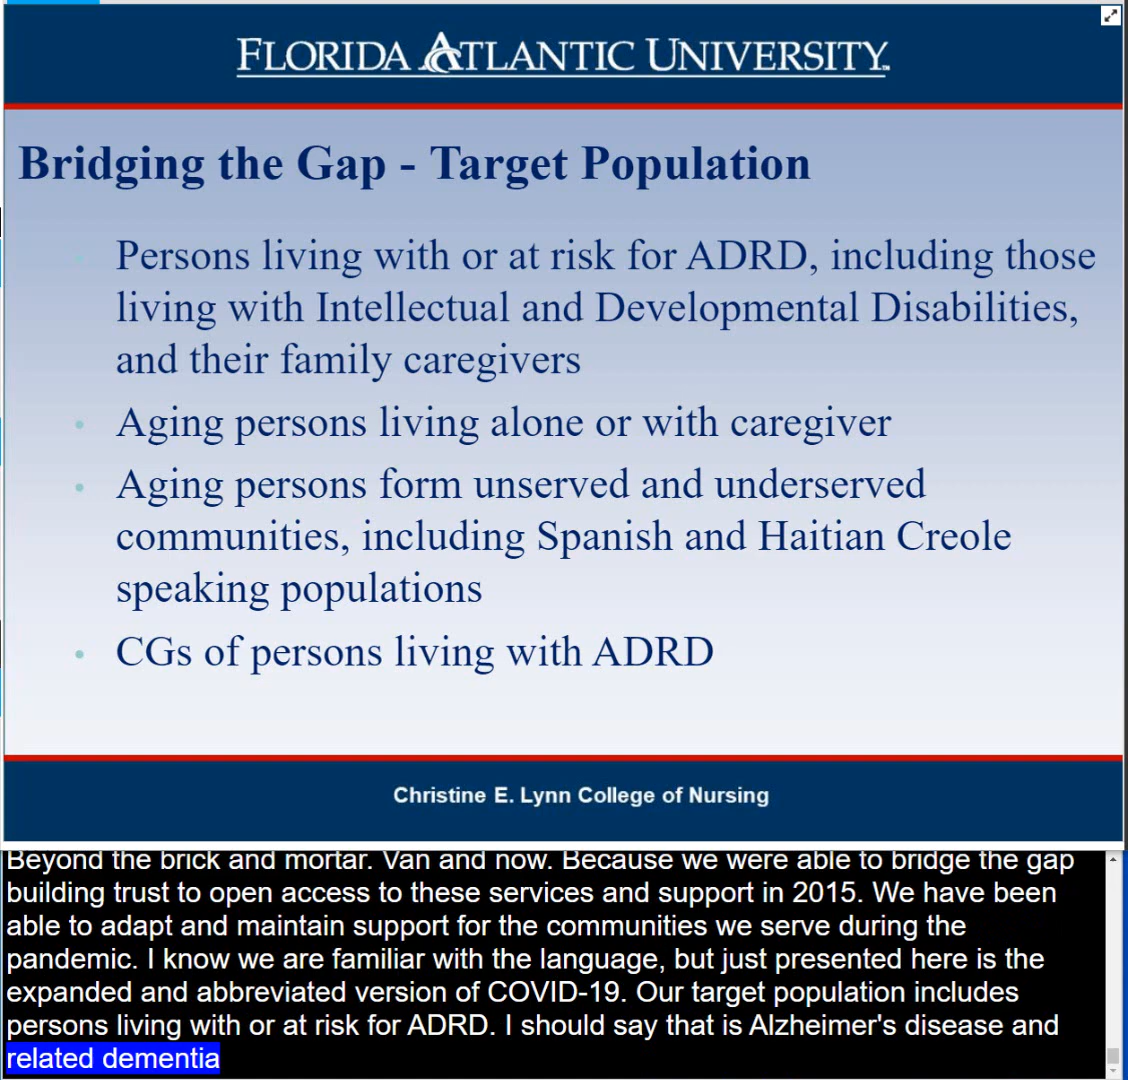 FLORIDA ATLANTIC UNIVERSITY™
Bridging the Gap - Target Population
• Persons living with or at risk for ADRD, including those
living with Intellectual and Developmental Disabilities,
and their family caregivers
• Aging persons living alone or with caregiver
• Aging persons form unserved and underserved
communities, including Spanish and Haitian Creole
speaking populations
• CGs of persons living with ADRD
Christine E. Lynn College of Nursing
Beyond the brick and mortar. Van and now. Because we were able to bridge the gap
building trust to open access to these services and support in 2015. We have been
able to adapt and maintain support for the communities we serve during the
pandemic. I know we are familiar with the language, but just presented here is the
expanded and abbreviated version of COVID-19. Our target population includes
persons living with or at risk for ADRD. I should say that is Alzheimer's disease and
related dementia